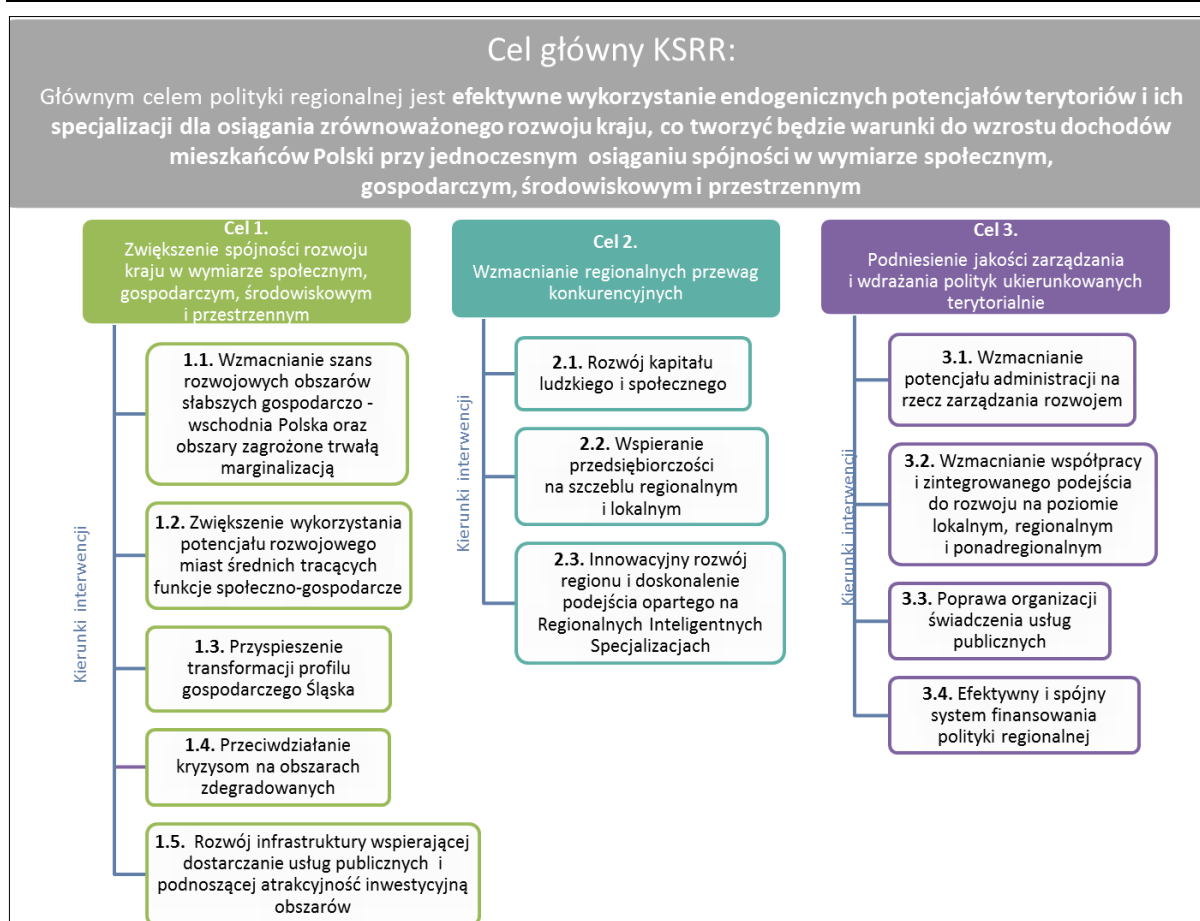 Cel główny KSRR:
Głównym celem polityki regionalnej jest efektywne wykorzystanie endogenicznych potencjałów terytoriów i ich
specjalizacji dla osiągania zrównoważonego rozwoju kraju, co tworzyć będzie warunki do wzrostu dochodów
mieszkańców Polski przy jednoczesnym osiąganiu spójności w wymiarze społecznym,
gospodarczym, środowiskowym i przestrzennym
Cel 1.
Zwiększenie spójności rozwoju
kraju w wymiarze społecznym,
gospodarczym, środowiskowym
i przestrzennym
Kierunki interwencji
1.1. Wzmacnianie szans
rozwojowych obszarów
słabszych gospodarczo -
wschodnia Polska oraz
obszary zagrożone trwałą
marginalizacją
1.2. Zwiększenie wykorzystania
potencjału rozwojowego
miast średnich tracących
funkcje społeczno-gospodarcze
1.3. Przyspieszenie
transformacji profilu
gospodarczego Śląska
1.4. Przeciwdziałanie
kryzysom na obszarach
zdegradowanych
1.5. Rozwój infrastruktury wspierającej
dostarczanie usług publicznych i
podnoszącej atrakcyjność inwestycyjną
obszarów
Cel 2.
Wzmacnianie regionalnych przewag
konkurencyjnych
Kierunki interwencji
2.1. Rozwój kapitału
ludzkiego i społecznego
2.2. Wspieranie
przedsiębiorczości
na szczeblu regionalnym
i lokalnym
2.3. Innowacyjny rozwój
regionu i doskonalenie
podejścia opartego na
Regionalnych Inteligentnych
Specjalizacjach
Cel 3.
Podniesienie jakości zarządzania
i wdrażania polityk ukierunkowanych
terytorialnie
Kierunki interwencji
3.1. Wzmacnianie
potencjału administracji na
rzecz zarządzania rozwojem
3.2. Wzmacnianie współpracy
i zintegrowanego podejścia
do rozwoju na poziomie
lokalnym, regionalnym
i ponadregionalnym
3.3. Poprawa organizacji
świadczenia usług
publicznych
3.4. Efektywny i spójny
system finansowania
polityki regionalnej